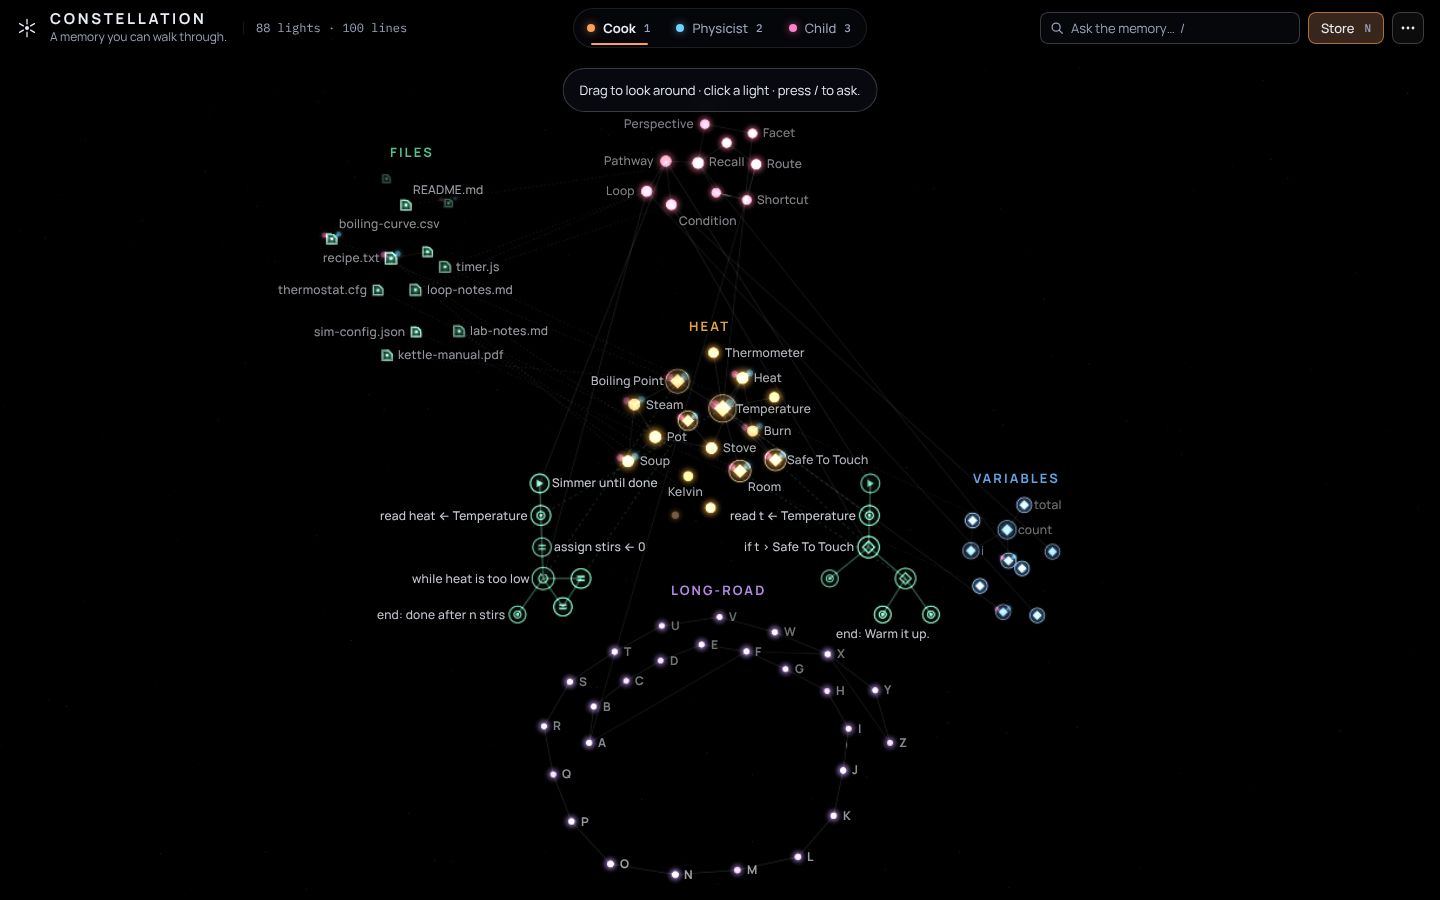 CONSTELLATION
A memory you can walk through.
88 lights · 100 lines
Cook 1
Physicist 2
Child 3
Ask the memory… /
Store N
Drag to look around · click a light · press / to ask.
Perspective
Facet
Pathway
Recall
Route
Loop
Shortcut
Condition
FILES
README.md
boiling-curve.csv
recipe.txt
timer.js
thermostat.cfg
loop-notes.md
sim-config.json
lab-notes.md
kettle-manual.pdf
HEAT
Thermometer
Boiling Point
Heat
Steam
Temperature
Pot
Burn
Stove
Soup
Safe To Touch
Room
Kelvin
Simmer until done
read heat ← Temperature
assign stirs ← 0
while heat is too low
end: done after n stirs
read t ← Temperature
if t > Safe To Touch
end: Warm it up.
VARIABLES
total
count
i
LONG-ROAD
V
U
W
T
E
F
X
D
G
S
C
H
Y
B
R
I
A
Z
Q
J
P
K
O
L
N
M